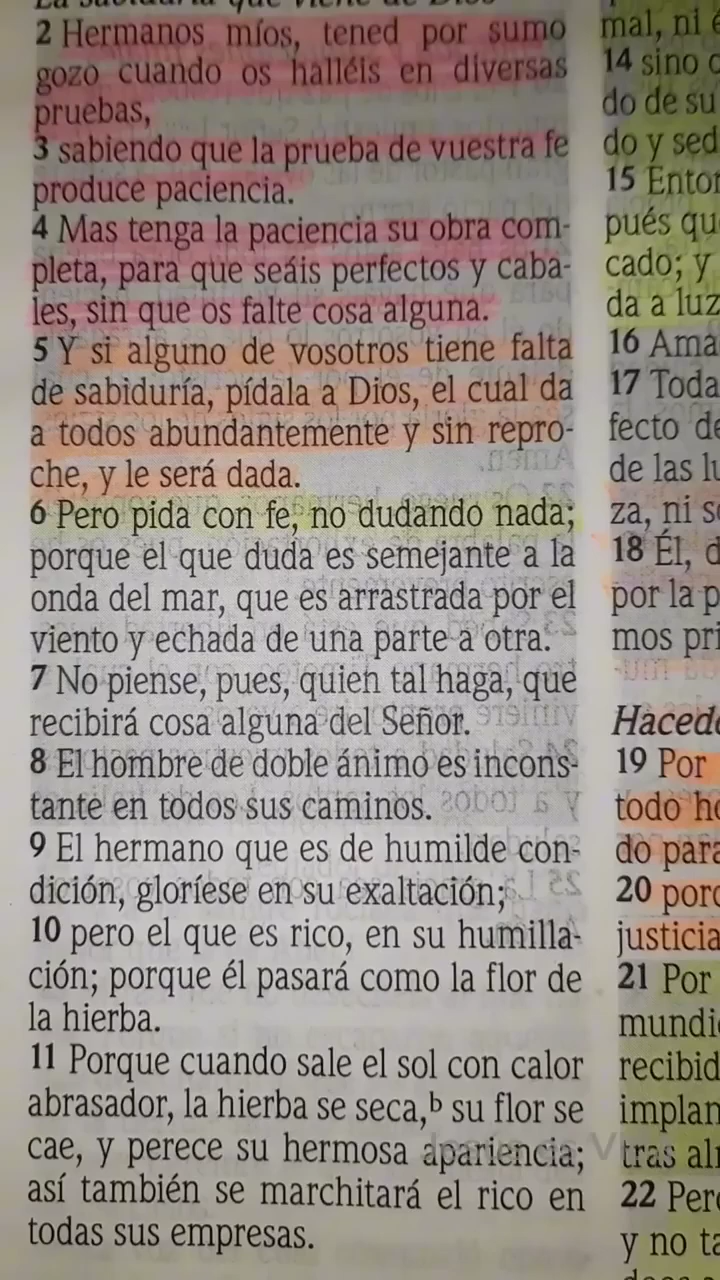 La sabiduría que viene de Dios
2 Hermanos míos, tened por sumo
gozo cuando os halléis en diversas
pruebas,
3 sabiendo que la prueba de vuestra fe
produce paciencia.
4 Mas tenga la paciencia su obra com-
pleta, para que seáis perfectos y caba-
les, sin que os falte cosa alguna.
5 Y si alguno de vosotros tiene falta
de sabiduría, pídala a Dios, el cual da
a todos abundantemente y sin repro-
che, y le será dada.
6 Pero pida con fe, no dudando nada;
porque el que duda es semejante a la
onda del mar, que es arrastrada por el
viento y echada de una parte a otra.
7 No piense, pues, quien tal haga, que
recibirá cosa alguna del Señor.
8 El hombre de doble ánimo es incons-
tante en todos sus caminos.
9 El hermano que es de humilde con-
dición, gloríese en su exaltación;
10 pero el que es rico, en su humilla-
ción; porque él pasará como la flor de
la hierba.
11 Porque cuando sale el sol con calor
abrasador, la hierba se seca,ᵇ su flor se
cae, y perece su hermosa apariencia;
así también se marchitará el rico en
todas sus empresas.
mal, ni
14 sino
do de su
do y sed
15 Enton
pués qu
cado; y
da a luz
16 Ama
17 Toda
fecto de
de las lu
za, ni s
18 Él, d
por la p
mos pri
Hacedo
19 Por
todo ho
do para
20 porq
justicia
21 Por
mundi
recibid
implan
tras al
22 Per
y no ta